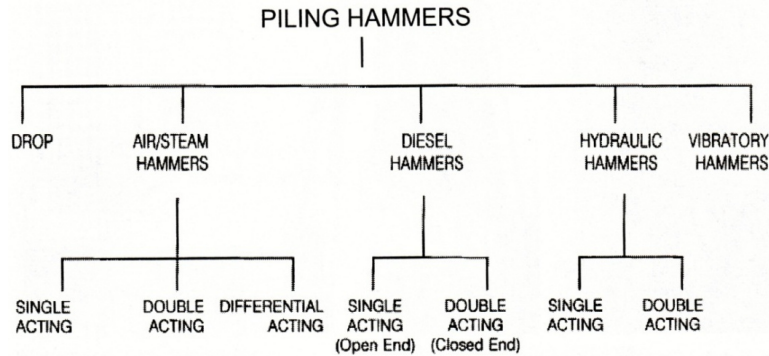 PILING HAMMERS
DROP
AIR/STEAM
HAMMERS
DIESEL
HAMMERS
HYDRAULIC
HAMMERS
VIBRATORY
HAMMERS
SINGLE
ACTING
DOUBLE
ACTING
DIFFERENTIAL
ACTING
SINGLE
ACTING
(Open End)
DOUBLE
ACTING
(Closed End)
SINGLE
ACTING
DOUBLE
ACTING